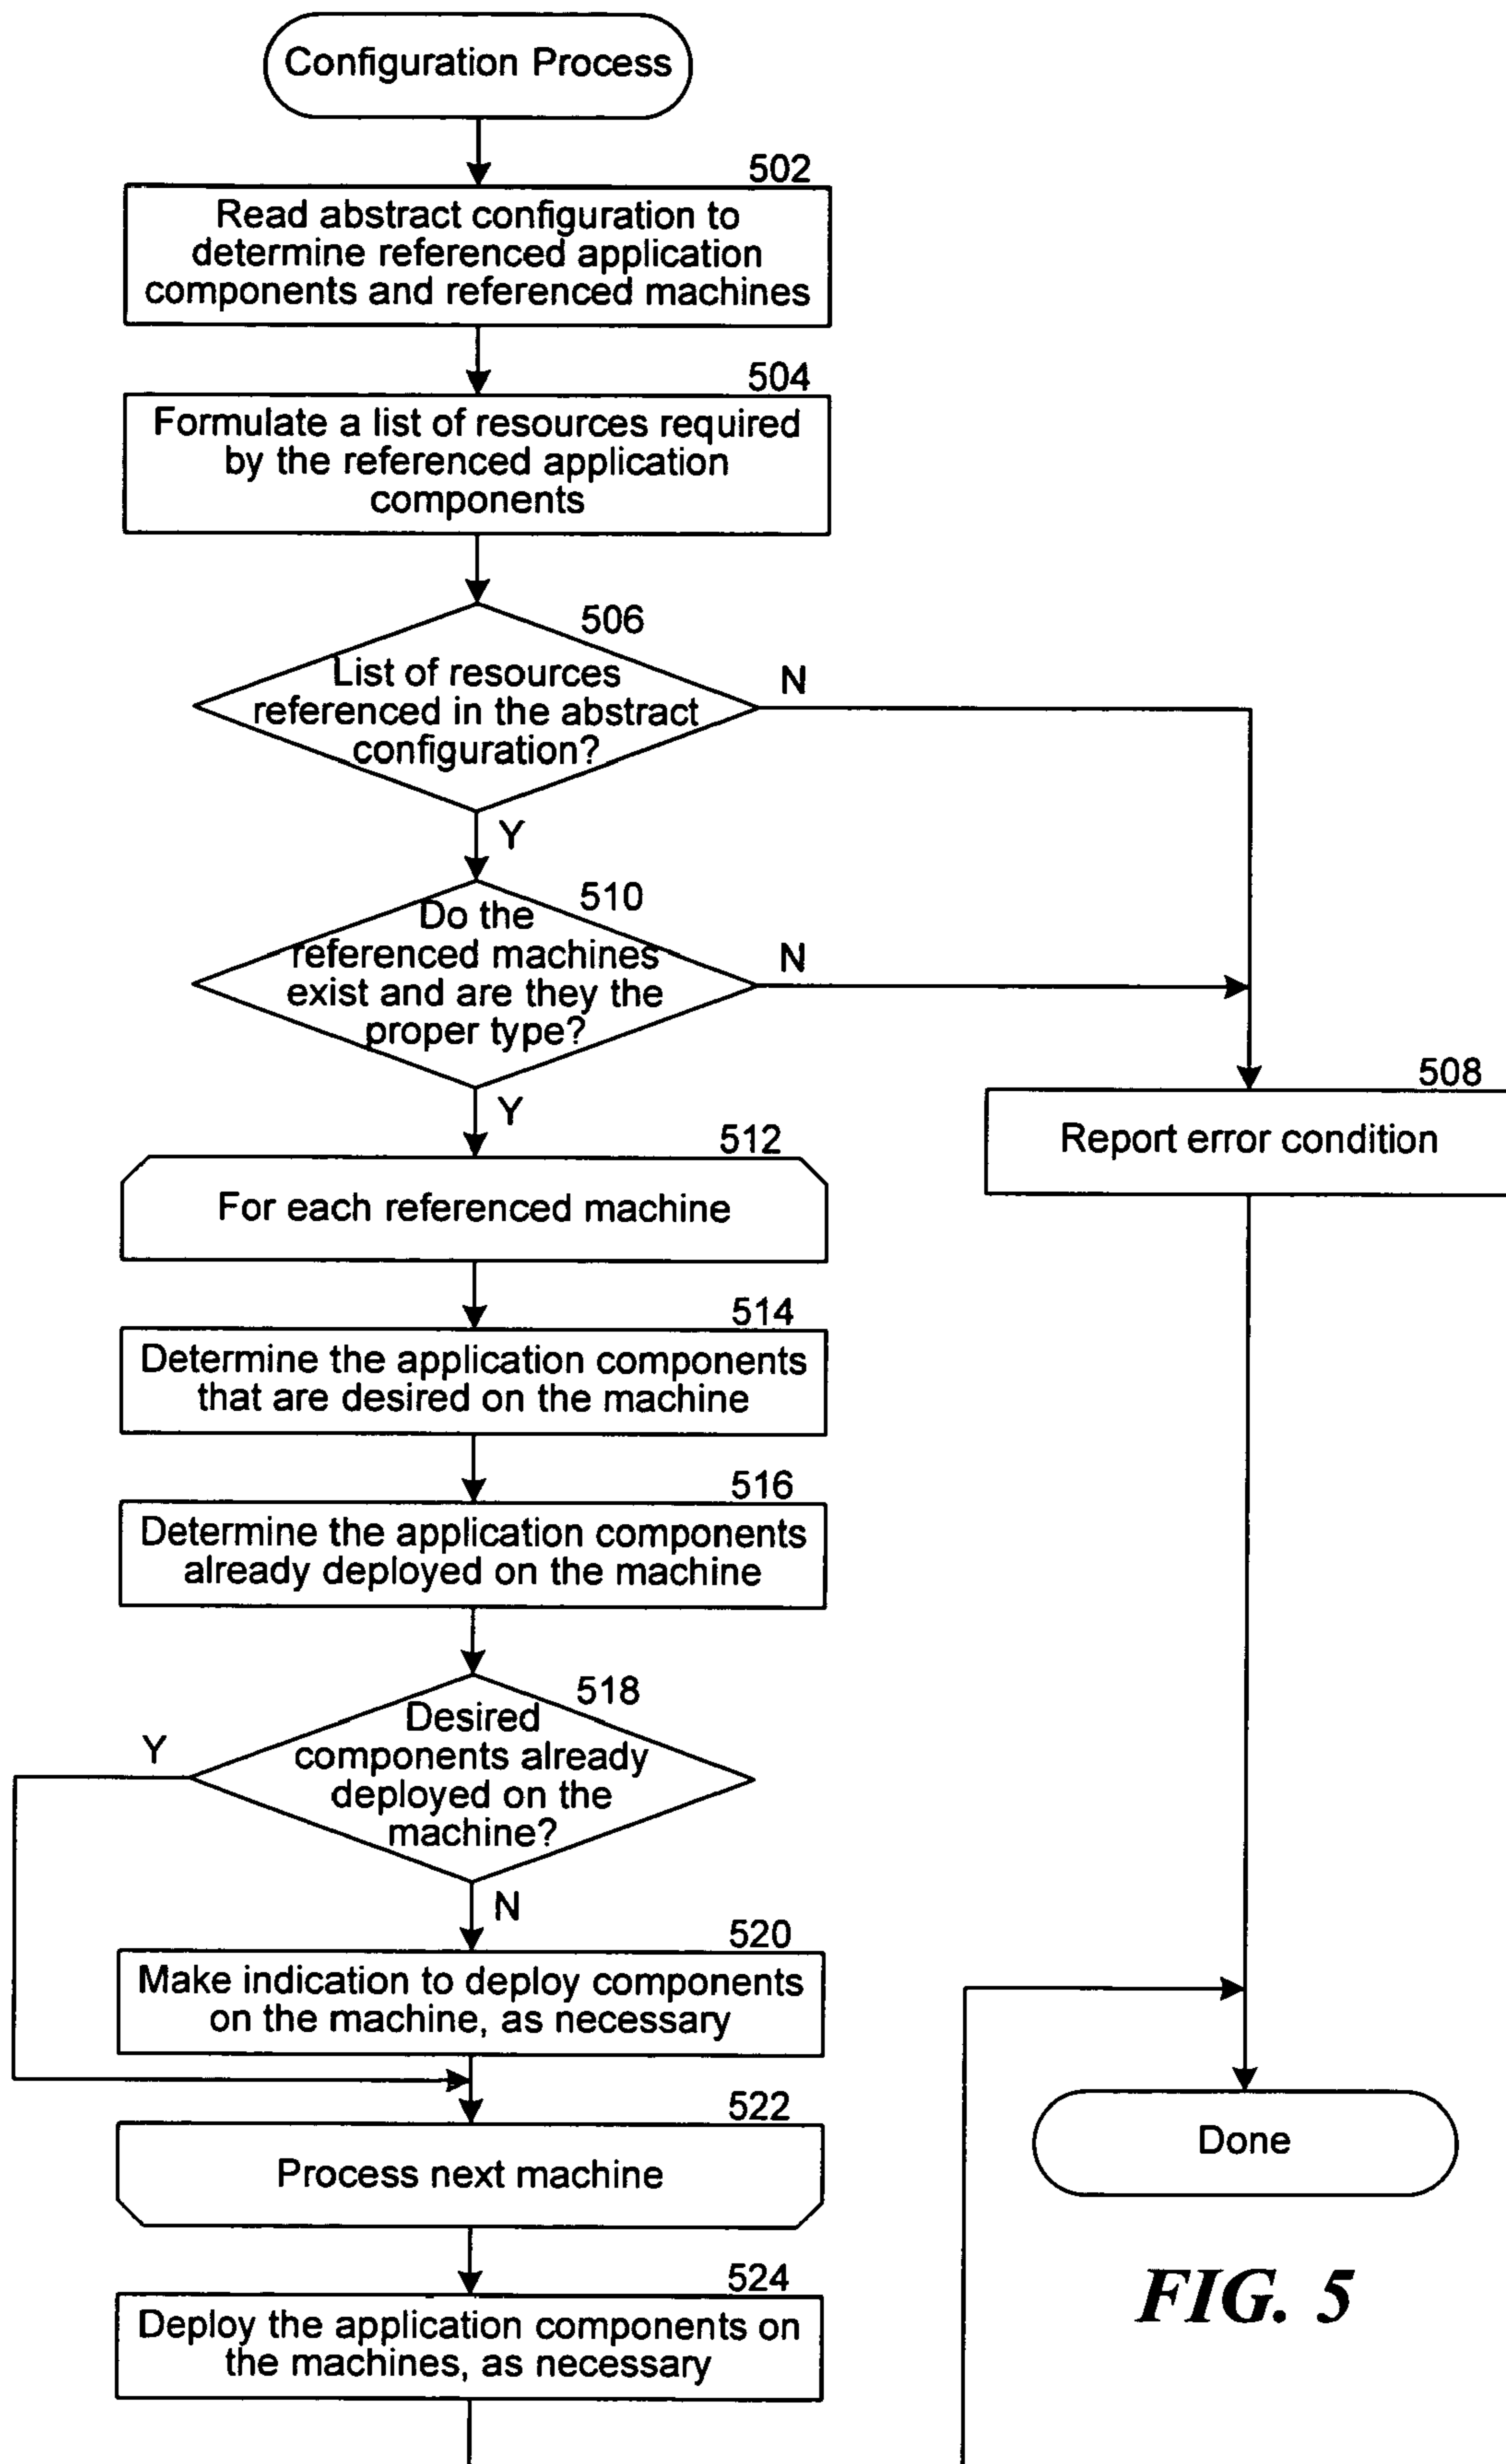 Configuration Process
502
Read abstract configuration to
determine referenced application
components and referenced machines
504
Formulate a list of resources required
by the referenced application
components
506
List of resources
referenced in the abstract
configuration?
N
Y
510
Do the
referenced machines
exist and are they the
proper type?
N
Y
508
Report error condition
512
For each referenced machine
514
Determine the application components
that are desired on the machine
516
Determine the application components
already deployed on the machine
518
Desired
components already
deployed on the
machine?
Y
N
520
Make indication to deploy components
on the machine, as necessary
522
Process next machine
Done
524
Deploy the application components on
the machines, as necessary
FIG. 5